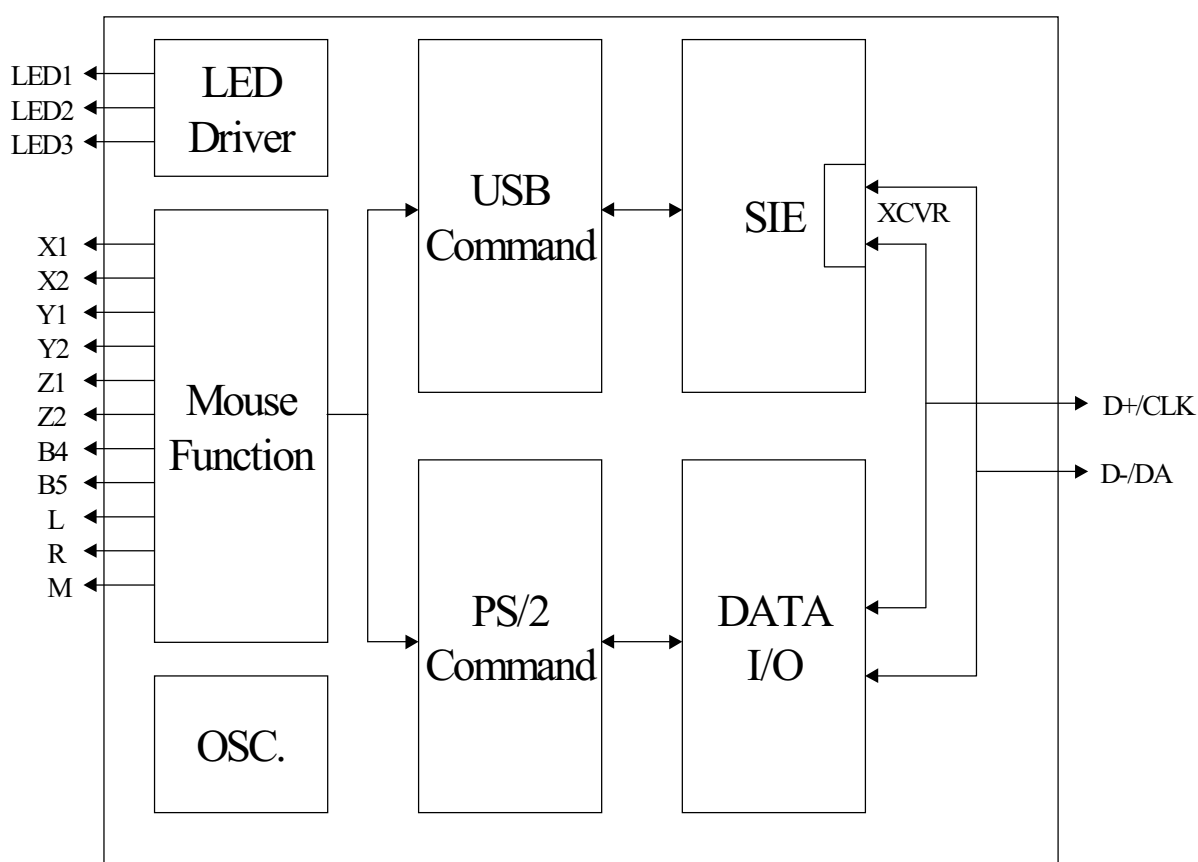 LED1
LED2
LED3
LED
Driver
X1
X2
Y1
Y2
Z1
Z2
B4
B5
L
R
M
Mouse
Function
OSC.
USB
Command
PS/2
Command
SIE
XCVR
DATA
I/O
D+/CLK
D-/DA